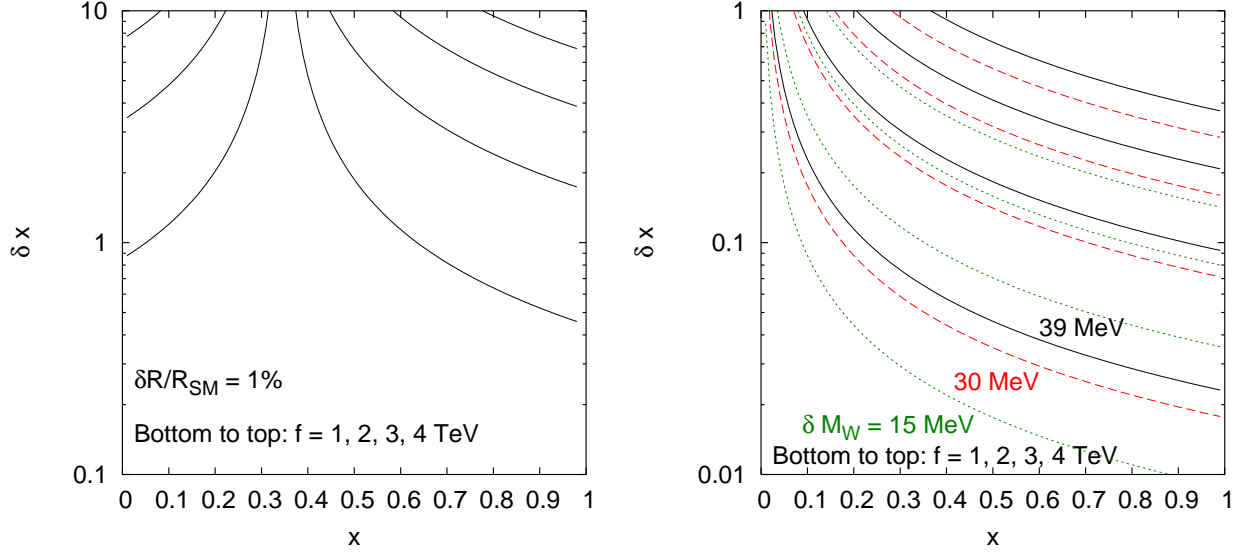 10
1
0.1
δ x
0 0.1 0.2 0.3 0.4 0.5 0.6 0.7 0.8 0.9 1
x
δR/R_SM = 1%
Bottom to top: f = 1, 2, 3, 4 TeV
1
0.1
0.01
δ x
0 0.1 0.2 0.3 0.4 0.5 0.6 0.7 0.8 0.9 1
x
39 MeV
30 MeV
δ M_W = 15 MeV
Bottom to top: f = 1, 2, 3, 4 TeV